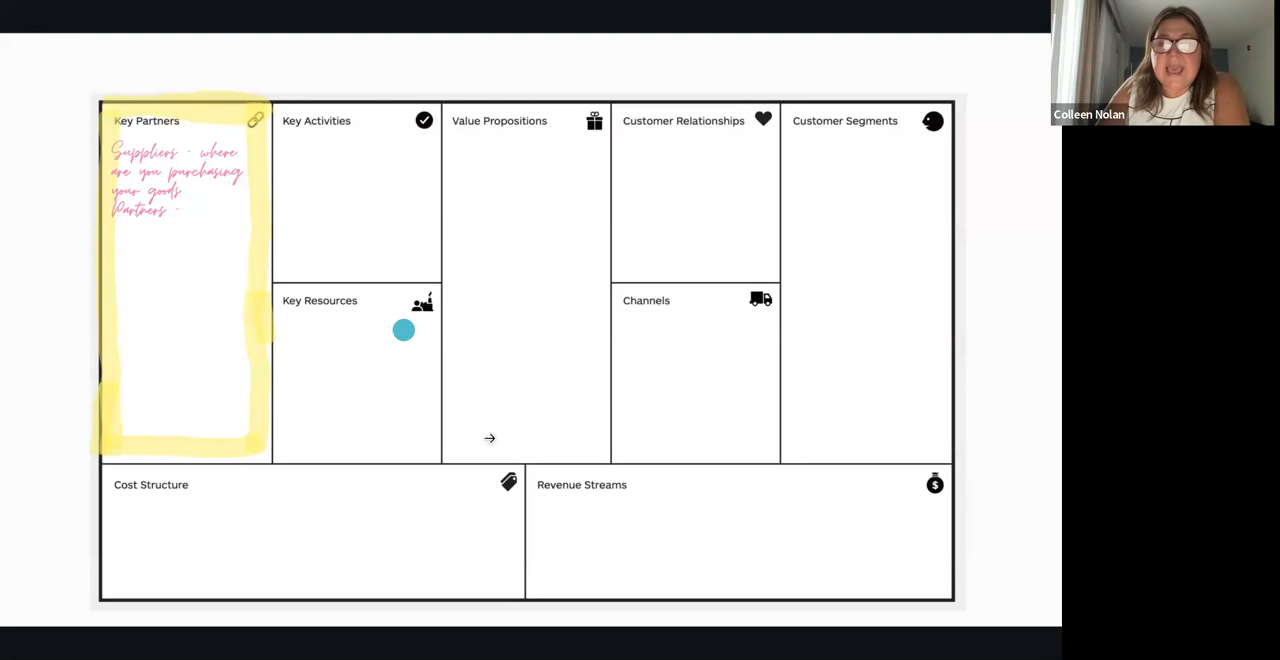 Key Partners
Suppliers - where
are you purchasing
your goods
Partners -
Key Activities
Key Resources
Value Propositions
Customer Relationships
Channels
Customer Segments
Cost Structure
Revenue Streams
$
Colleen Nolan